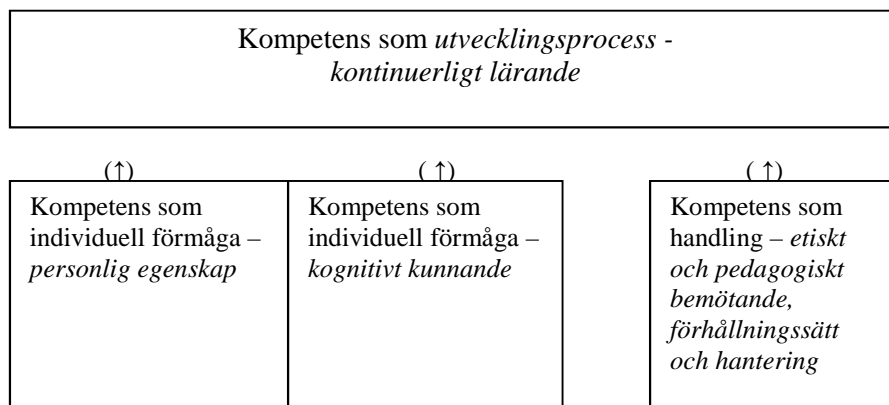 Kompetens som utvecklingsprocess -
kontinuerligt lärande
(↑)
( ↑)
( ↑)
Kompetens som
individuell förmåga –
personlig egenskap
Kompetens som
individuell förmåga –
kognitivt kunnande
Kompetens som
handling – etiskt
och pedagogiskt
bemötande,
förhållningssätt
och hantering